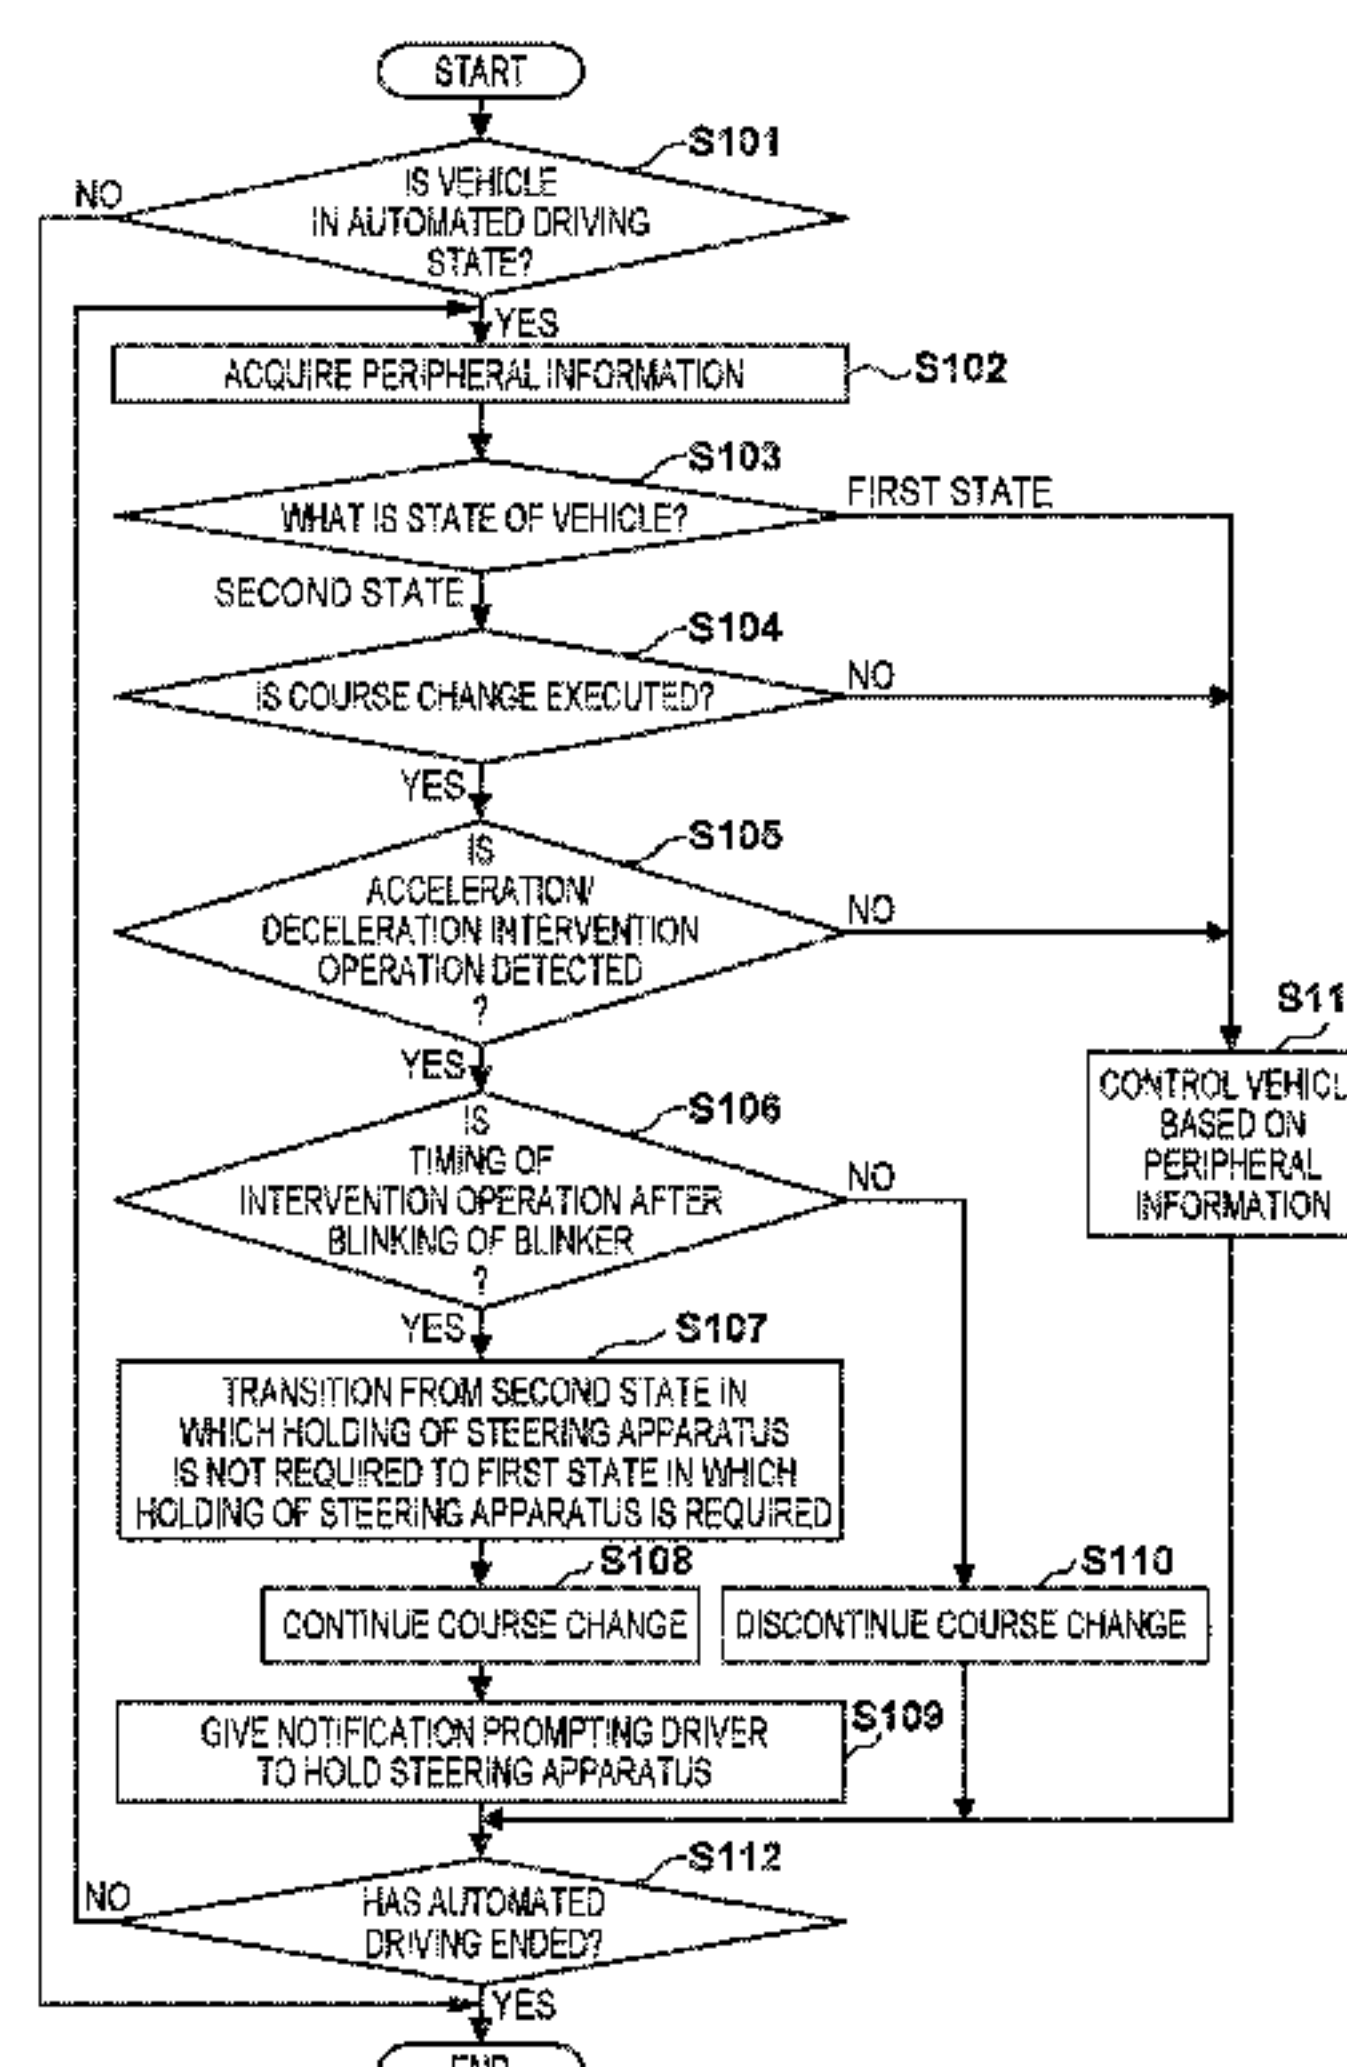 START
S101
NO
IS VEHICLE
IN AUTOMATED DRIVING
STATE?
YES
ACQUIRE PERIPHERAL INFORMATION
S102
S103
WHAT IS STATE OF VEHICLE?
FIRST STATE
SECOND STATE
S104
IS COURSE CHANGE EXECUTED?
NO
YES
S105
IS
ACCELERATION/
DECELERATION INTERVENTION
OPERATION DETECTED
?
NO
YES
S11
CONTROL VEHICL
BASED ON
PERIPHERAL
INFORMATION
S106
IS
TIMING OF
INTERVENTION OPERATION AFTER
BLINKING OF BLINKER
?
NO
YES
S107
TRANSITION FROM SECOND STATE IN
WHICH HOLDING OF STEERING APPARATUS
IS NOT REQUIRED TO FIRST STATE IN WHICH
HOLDING OF STEERING APPARATUS IS REQUIRED
S108
CONTINUE COURSE CHANGE
S110
DISCONTINUE COURSE CHANGE
S109
GIVE NOTIFICATION PROMPTING DRIVER
TO HOLD STEERING APPARATUS
S112
NO
HAS AUTOMATED
DRIVING ENDED?
YES
END